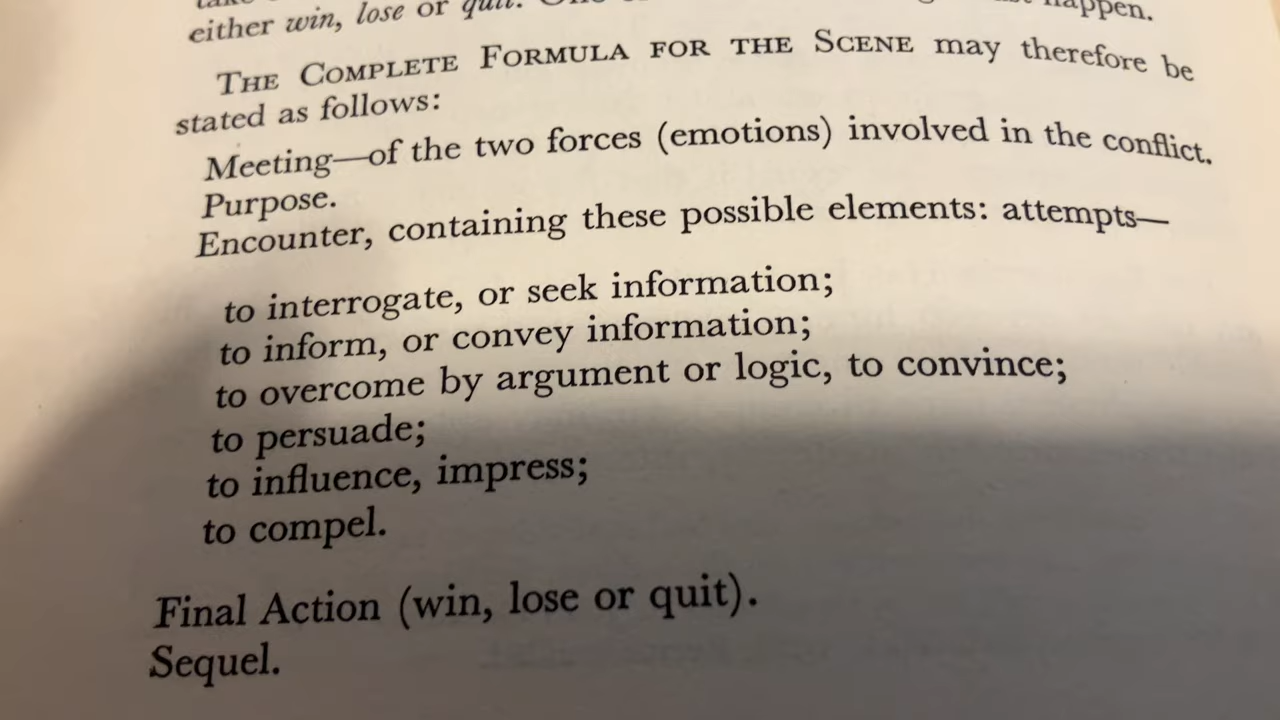 either win, lose or quit.
happen.
THE COMPLETE FORMULA FOR THE SCENE may therefore be
stated as follows:
Meeting—of the two forces (emotions) involved in the conflict.
Purpose.
Encounter, containing these possible elements: attempts—
to interrogate, or seek information;
to inform, or convey information;
to overcome by argument or logic, to convince;
to persuade;
to influence, impress;
to compel.
Final Action (win, lose or quit).
Sequel.